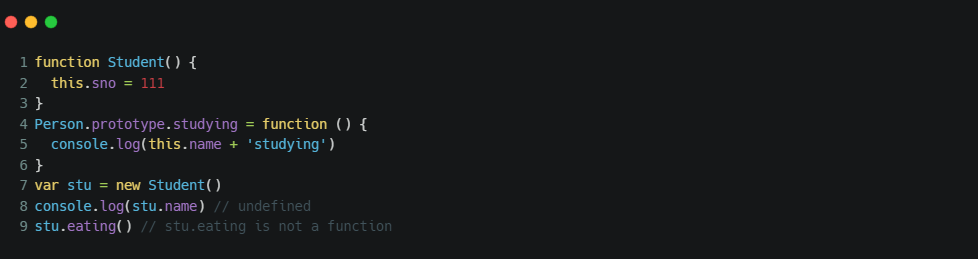 1 function Student() {
2   this.sno = 111
3 }
4 Person.prototype.studying = function () {
5   console.log(this.name + 'studying')
6 }
7 var stu = new Student()
8 console.log(stu.name) // undefined
9 stu.eating() // stu.eating is not a function